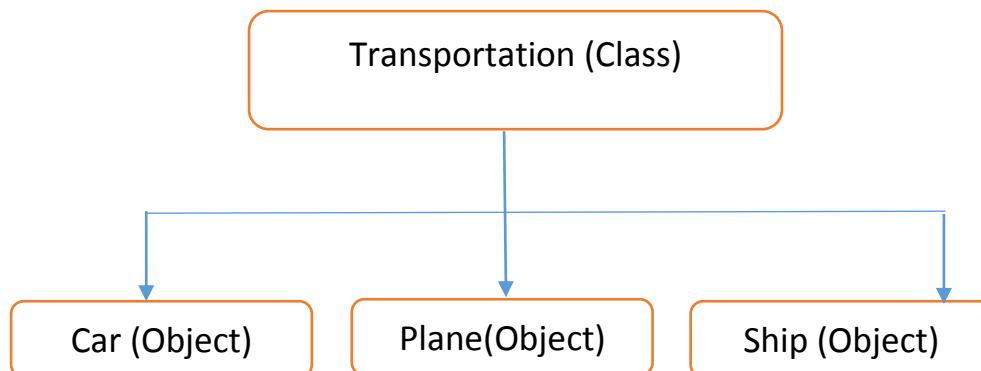 Transportation (Class)
Car (Object)
Plane(Object)
Ship (Object)